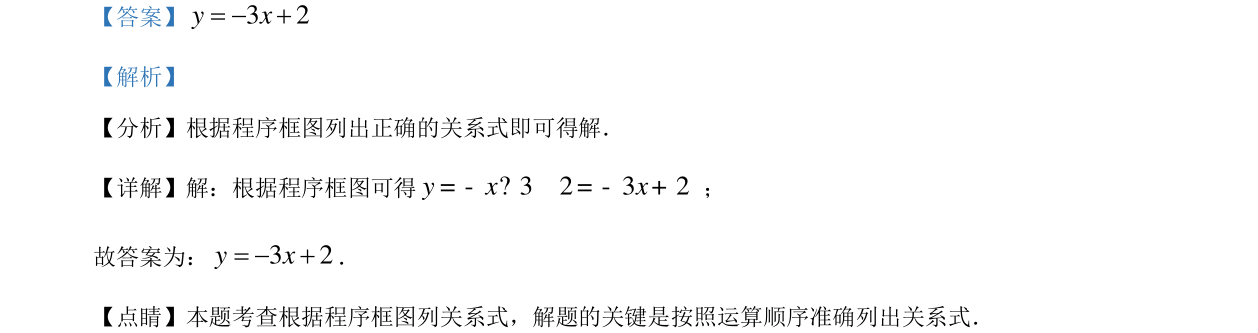 【答案】y=−3x+2
【解析】
【分析】根据程序框图列出正确的关系式即可得解．
【详解】解：根据程序框图可得 y=- x? 3 2=- 3x+ 2 ；
故答案为：y=−3x+2．
【点睛】本题考查根据程序框图列关系式，解题的关键是按照运算顺序准确列出关系式．